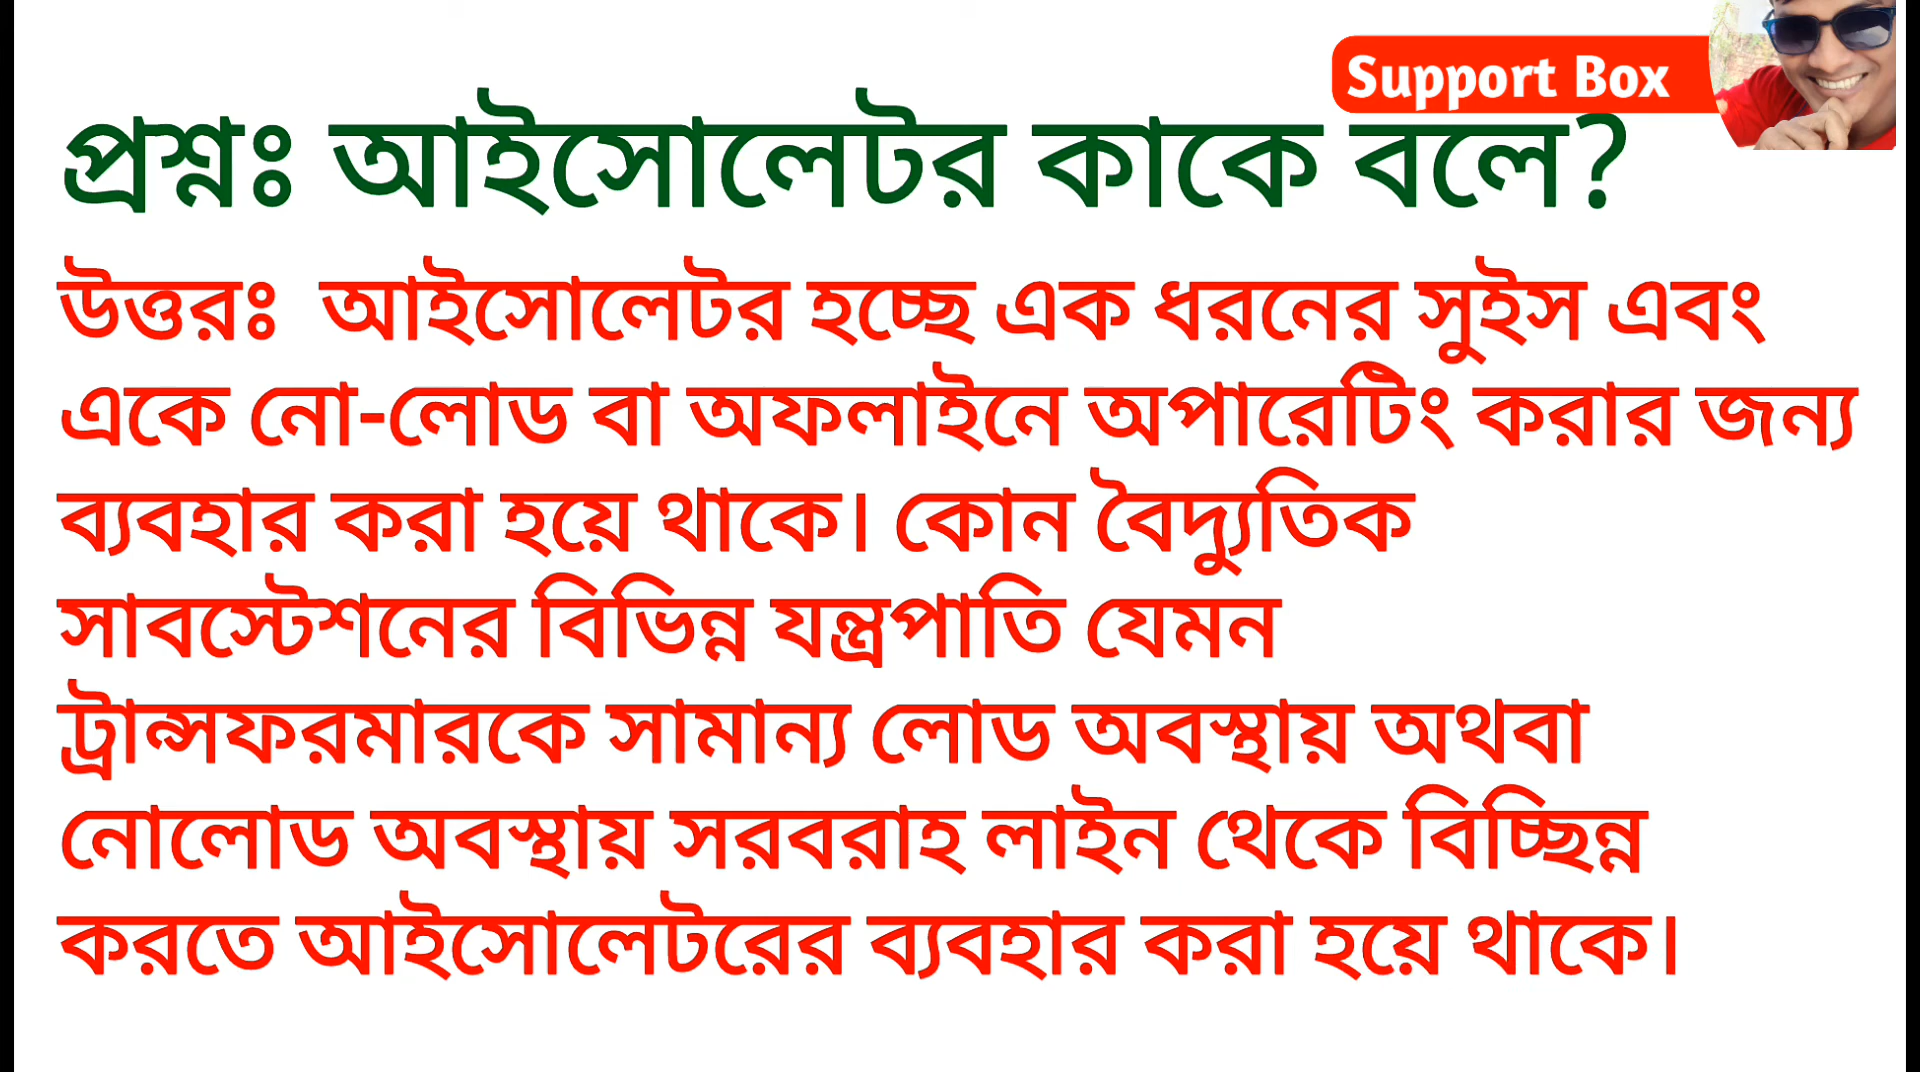 Support Box
প্রশ্নঃ আইসোলেটর কাকে বলে?
উত্তরঃ আইসোলেটর হচ্ছে এক ধরনের সুইস এবং
একে নো-লোড বা অফলাইনে অপারেটিং করার জন্য
ব্যবহার করা হয়ে থাকে। কোন বৈদ্যুতিক
সাবস্টেশনের বিভিন্ন যন্ত্রপাতি যেমন
ট্রান্সফরমারকে সামান্য লোড অবস্থায় অথবা
নোলোড অবস্থায় সরবরাহ লাইন থেকে বিচ্ছিন্ন
করতে আইসোলেটরের ব্যবহার করা হয়ে থাকে।